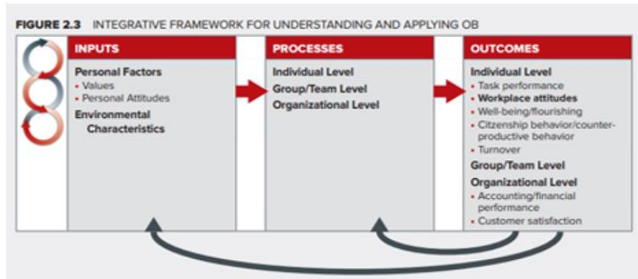 FIGURE 2.3 INTEGRATIVE FRAMEWORK FOR UNDERSTANDING AND APPLYING OB
INPUTS
Personal Factors
• Values
• Personal Attitudes
Environmental
Characteristics
PROCESSES
Individual Level
Group/Team Level
Organizational Level
OUTCOMES
Individual Level
• Task performance
• Workplace attitudes
• Well-being/flourishing
• Citzenship behavior/counter-
productive behavior
• Turnover
Group/Team Level
Organizational Level
• Accounting/financial
performance
• Customer satisfaction